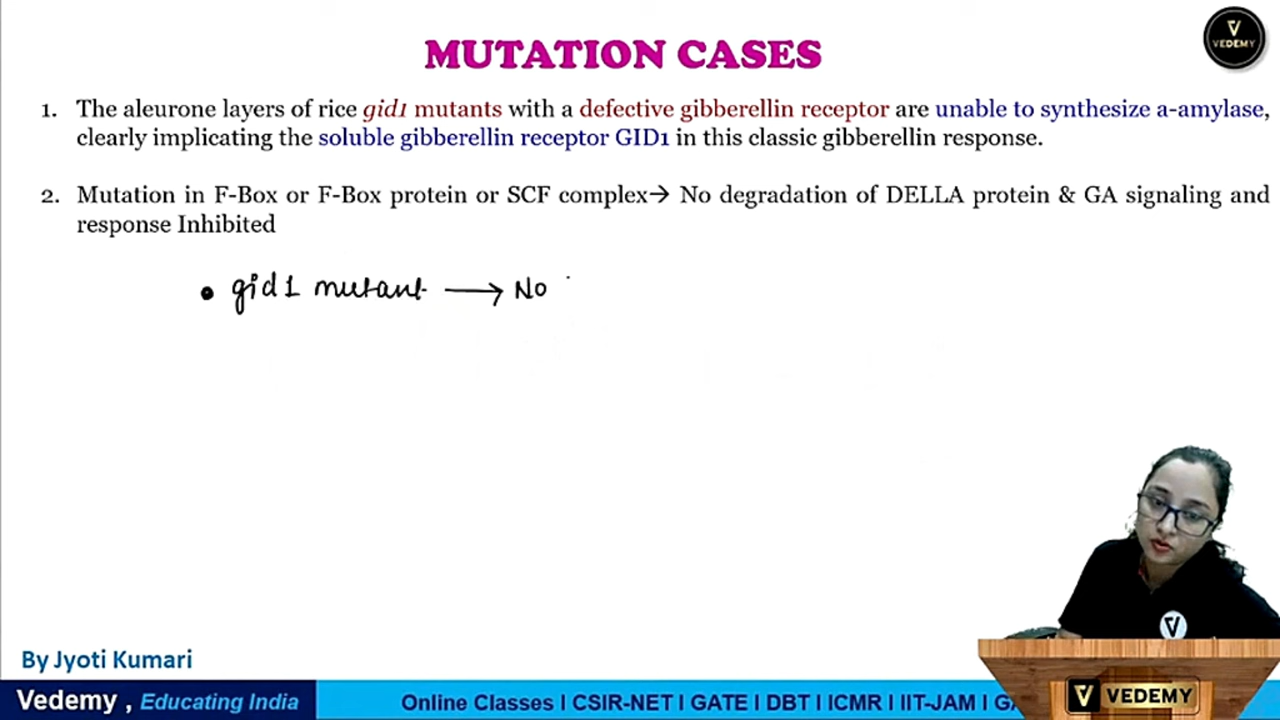 MUTATION CASES
V
VEDEMY
1. The aleurone layers of rice gid1 mutants with a defective gibberellin receptor are unable to synthesize a-amylase,
clearly implicating the soluble gibberellin receptor GID1 in this classic gibberellin response.
2. Mutation in F-Box or F-Box protein or SCF complex→ No degradation of DELLA protein & GA signaling and
response Inhibited
• gid1 mutant → No
By Jyoti Kumari
Vedemy , Educating India
Online Classes I CSIR-NET I GATE I DBT I ICMR I IIT-JAM I GA
V VEDEMY